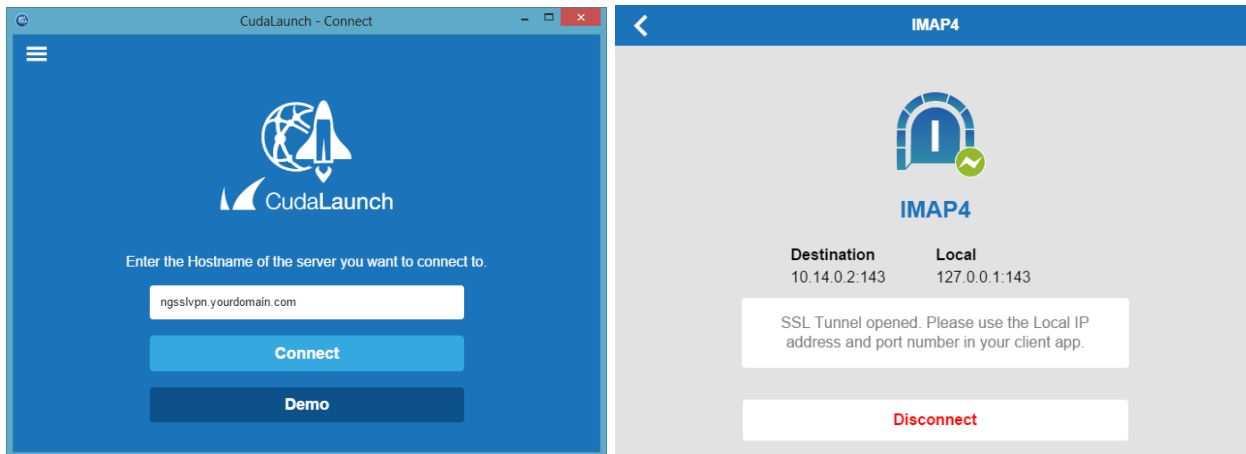 CudaLaunch - Connect
CudaLaunch
Enter the Hostname of the server you want to connect to.
ngsslvpn.yourdomain.com
Connect
Demo
IMAP4
I
IMAP4
Destination Local
10.14.0.2:143 127.0.0.1:143
SSL Tunnel opened. Please use the Local IP
address and port number in your client app.
Disconnect